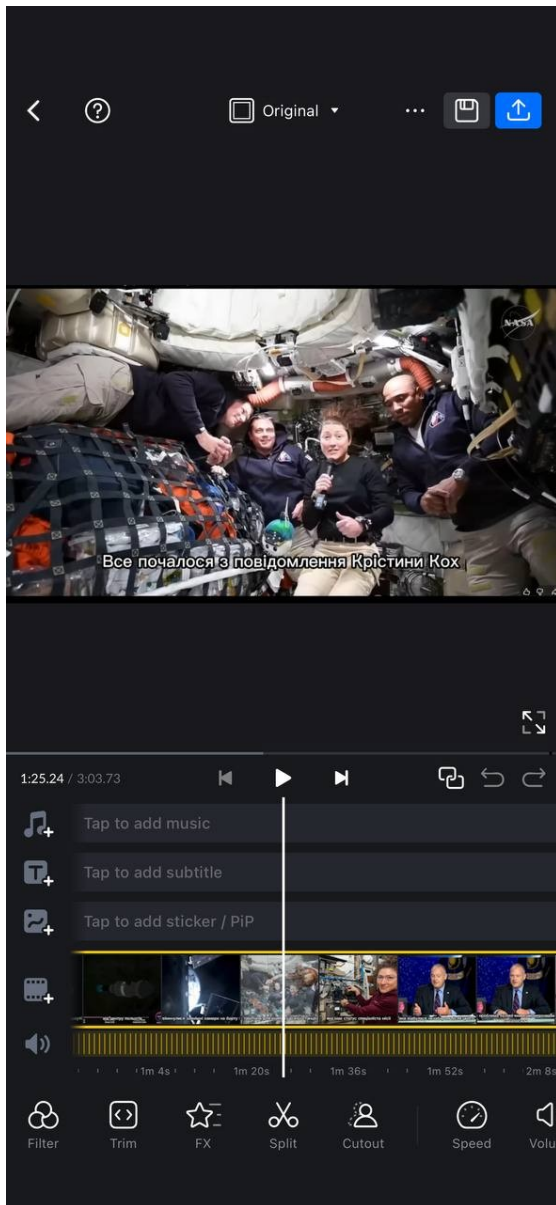 Original
NASA
Все почалося з повідомлення Крістини Кох
1:25.24 / 3:03.73
Tap to add music
Tap to add subtitle
Tap to add sticker / PiP
1m 4s 1m 20s 1m 36s 1m 52s 2m 8s
Filter Trim FX Split Cutout Speed Volu